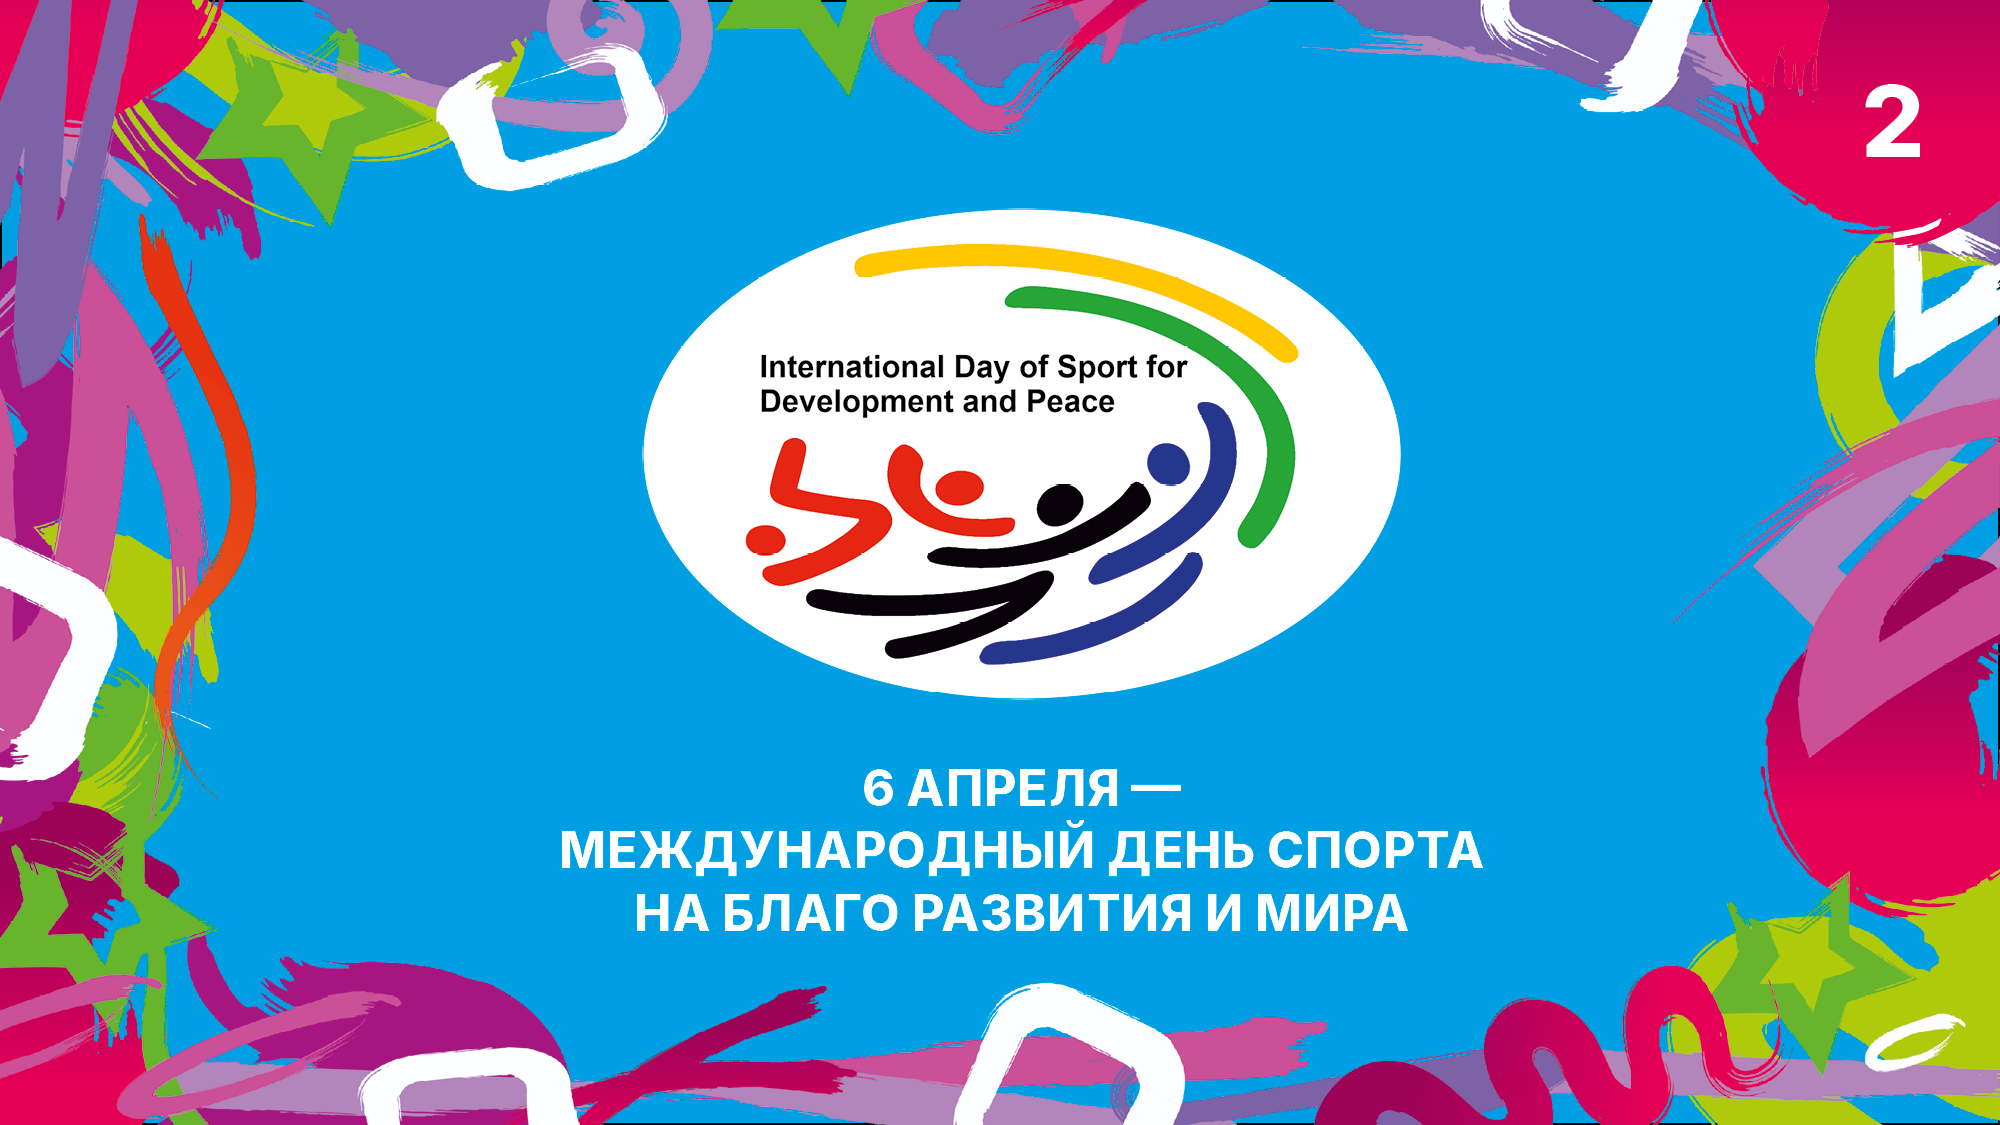 2
International Day of Sport for
Development and Peace
6 АПРЕЛЯ —
МЕЖДУНАРОДНЫЙ ДЕНЬ СПОРТА
НА БЛАГО РАЗВИТИЯ И МИРА